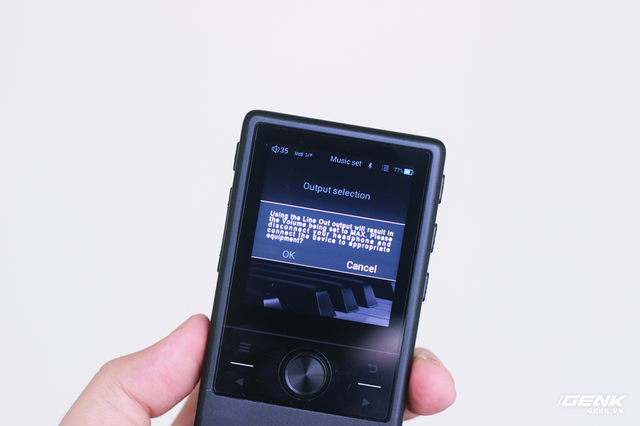 35 Music set 77%
Output selection
Using the Line Out output will result in
the Volume being set to MAX. Please
disconnect your headphone and
connect the device to appropriate
equipment?
OK Cancel
GENK
GENK.VN